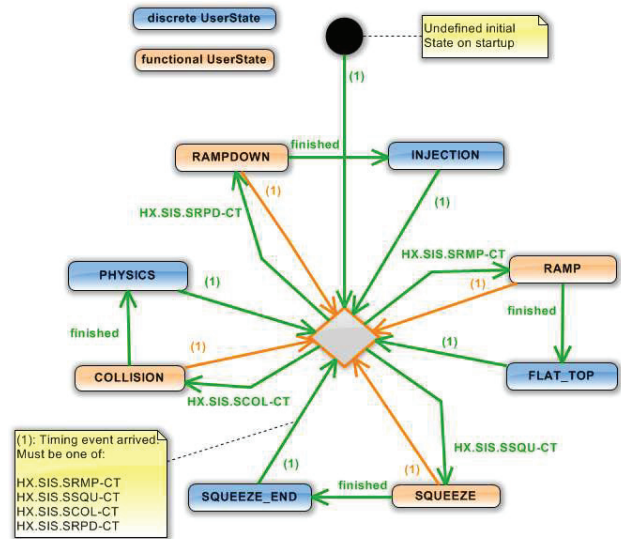 discrete UserState
Undefined initial
State on startup
functional UserState
(1)
finished
RAMPDOWN
INJECTION
(1)
(1)
HX.SIS.SRPD-CT
HX.SIS.SRMP-CT
RAMP
PHYSICS
(1)
(1)
finished
finished
(1)
(1)
COLLISION
FLAT_TOP
HX.SIS.SCOL-CT
HX.SIS.SSQU-CT
(1): Timing event arrived.
Must be one of:
HX.SIS.SRMP-CT
HX.SIS.SSQU-CT
HX.SIS.SCOL-CT
HX.SIS.SRPD-CT
(1)
(1)
SQUEEZE_END
finished
SQUEEZE